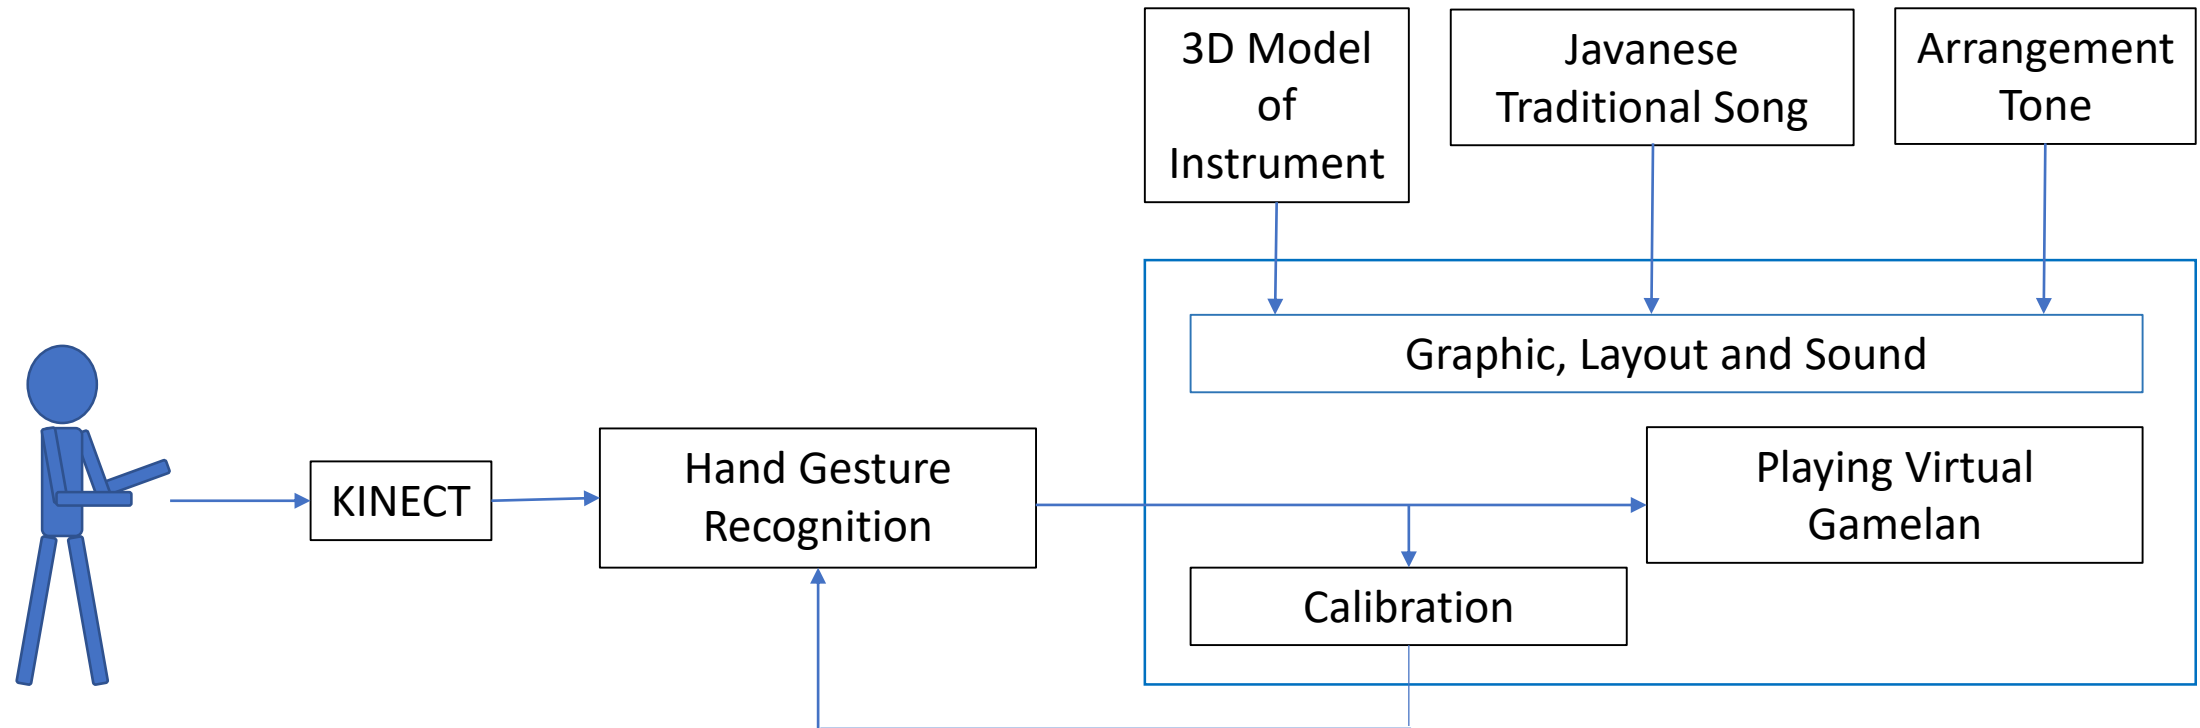 3D Model
of
Instrument
Javanese
Traditional Song
Arrangement
Tone
Graphic, Layout and Sound
KINECT
Hand Gesture
Recognition
Playing Virtual
Gamelan
Calibration